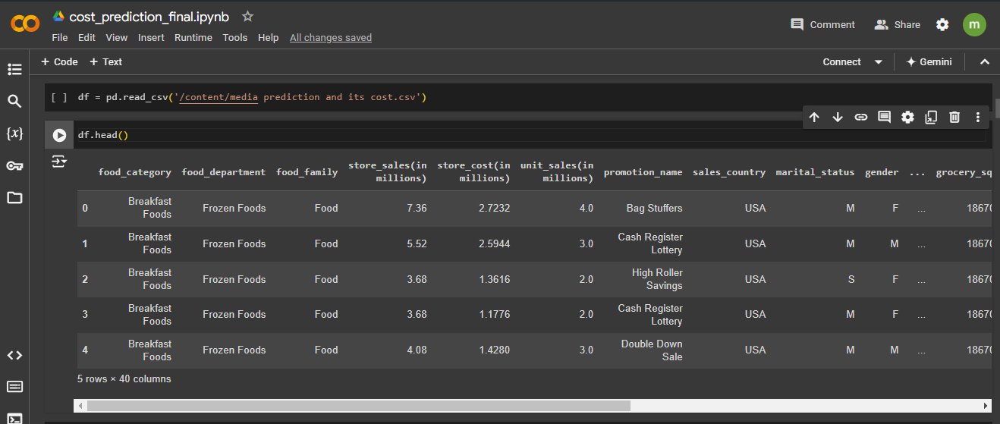 cost_prediction_final.ipynb
File Edit View Insert Runtime Tools Help All changes saved
Comment Share m
+ Code + Text Connect Gemini
[ ] df = pd.read_csv('/content/media prediction and its cost.csv')
df.head()
food_category food_department food_family store_sales(in millions) store_cost(in millions) unit_sales(in millions) promotion_name sales_country marital_status gender ... grocery_sq
0 Breakfast Foods Frozen Foods Food 7.36 2.7232 4.0 Bag Stuffers USA M F ... 1867
1 Breakfast Foods Frozen Foods Food 5.52 2.5944 3.0 Cash Register Lottery USA M M ... 1867
2 Breakfast Foods Frozen Foods Food 3.68 1.3616 2.0 High Roller Savings USA S F ... 1867
3 Breakfast Foods Frozen Foods Food 3.68 1.1776 2.0 Cash Register Lottery USA M F ... 1867
4 Breakfast Foods Frozen Foods Food 4.08 1.4280 3.0 Double Down Sale USA M M ... 1867
5 rows × 40 columns